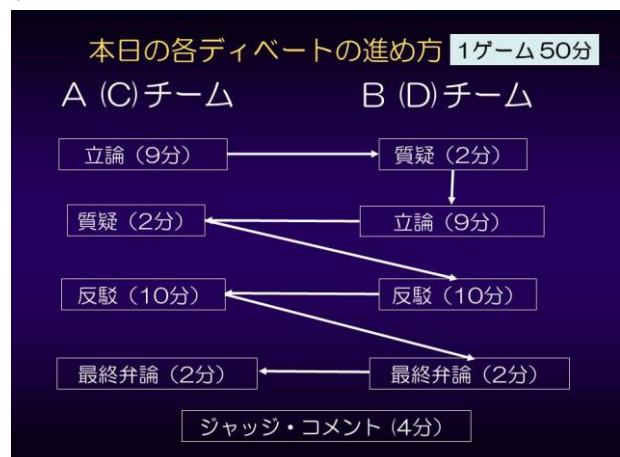 本日の各ディベートの進め方 1ゲーム 50分
A (C)チーム B (D)チーム
立論（9分） 質疑（2分）
質疑（2分） 立論（9分）
反駁（10分） 反駁（10分）
最終弁論（2分） 最終弁論（2分）
ジャッジ・コメント (4分）